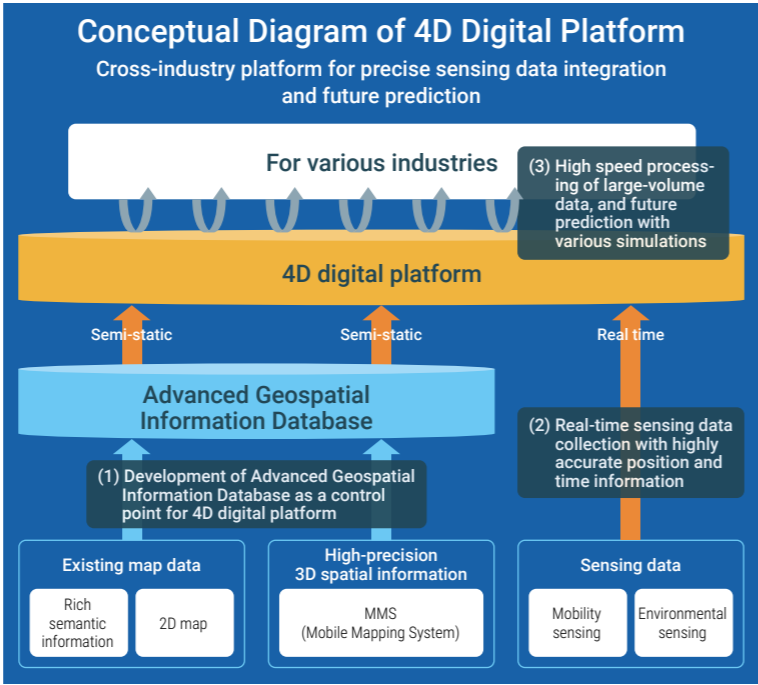 Conceptual Diagram of 4D Digital Platform
Cross-industry platform for precise sensing data integration
and future prediction
For various industries
(3) High speed process-
ing of large-volume
data, and future
prediction with
various simulations
4D digital platform
Semi-static
Semi-static
Real time
Advanced Geospatial
Information Database
(2) Real-time sensing data
collection with highly
accurate position and
time information
(1) Development of Advanced Geospatial
Information Database as a control
point for 4D digital platform
Existing map data
Rich
semantic
information
2D map
High-precision
3D spatial information
MMS
(Mobile Mapping System)
Sensing data
Mobility
sensing
Environmental
sensing